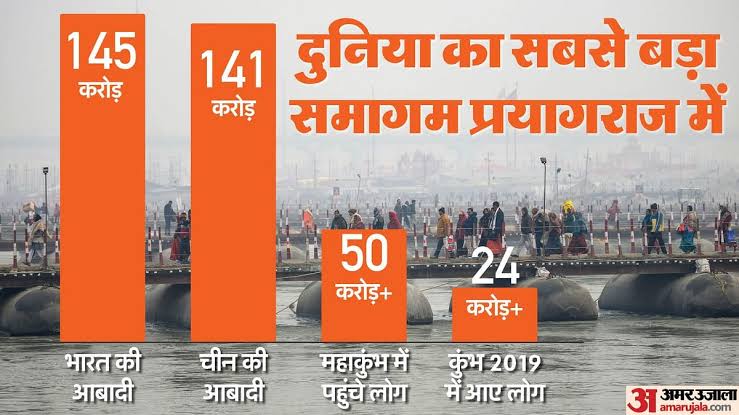 दुनिया का सबसे बड़ा
समागम प्रयागराज में
145
करोड़
141
करोड़
50
करोड़+
24
करोड़+
भारत की
आबादी
चीन की
आबादी
महाकुंभ में
पहुंचे लोग
कुंभ 2019
में आए लोग
अ अमर उजाला
amarujala.com